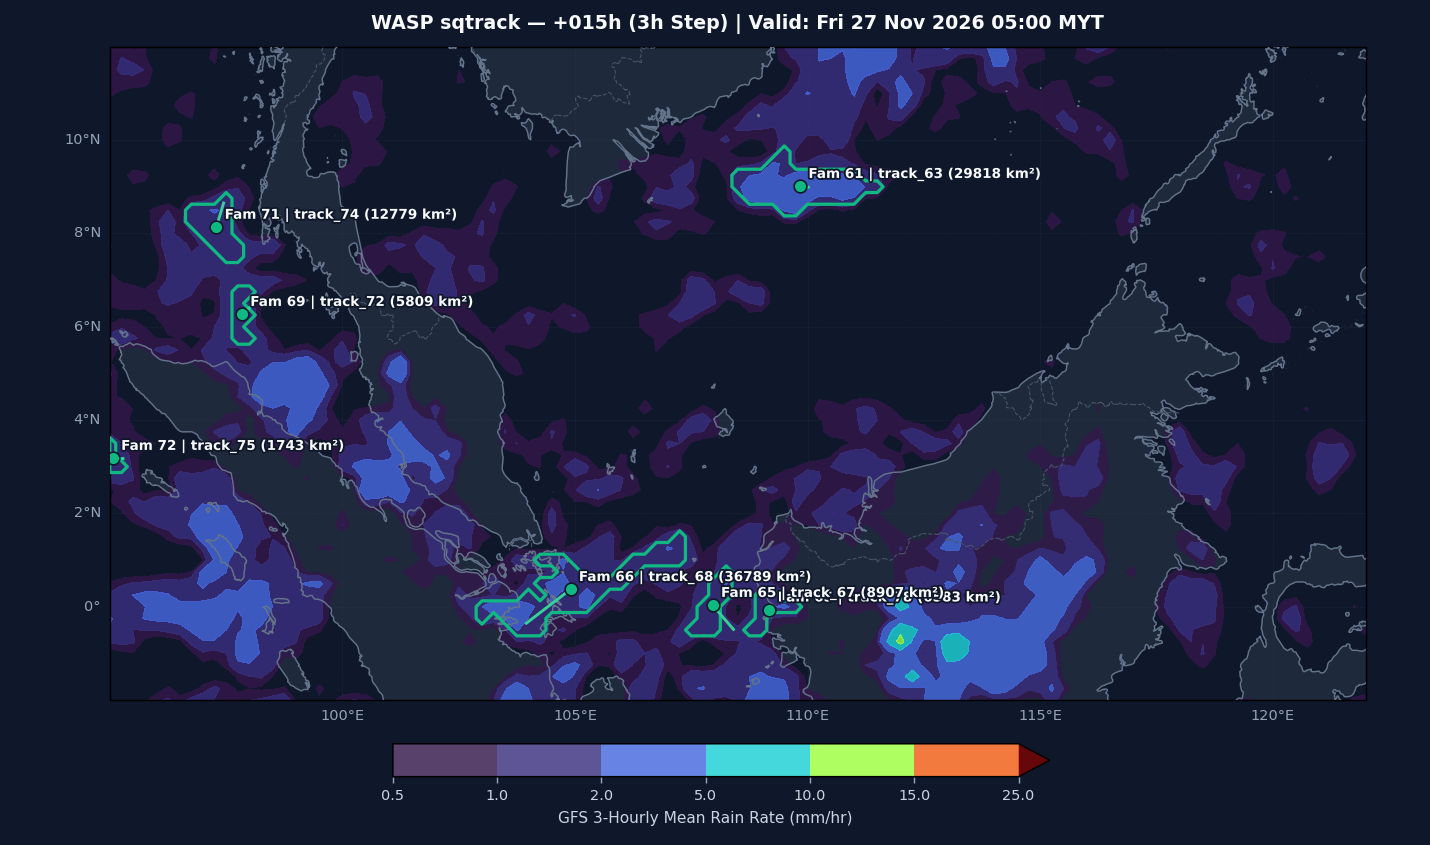 WASP sqtrack — +015h (3h Step) | Valid: Fri 27 Nov 2026 05:00 MYT
10°N
Fam 61 | track_63 (29818 km²)
Fam 71 | track_74 (12779 km²)
8°N
Fam 69 | track_72 (5809 km²)
6°N
4°N
Fam 72 | track_75 (1743 km²)
2°N
Fam 66 | track_68 (36789 km²)
Fam 65 | track_67 (8907 km²)
km²)
0°
100°E
105°E
110°E
115°E
120°E
0.5
1.0
2.0
5.0
10.0
15.0
25.0
GFS 3-Hourly Mean Rain Rate (mm/hr)